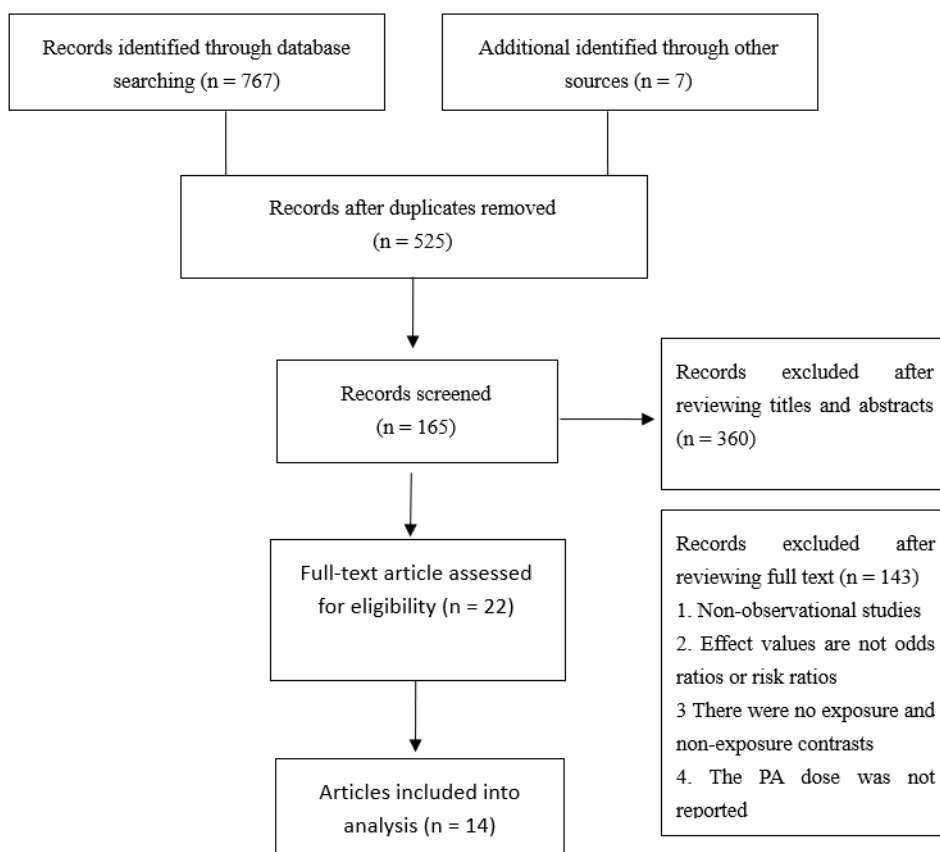 Records identified through database
searching (n = 767)
Additional identified through other
sources (n = 7)
Records after duplicates removed
(n = 525)
Records screened
(n = 165)
Records excluded after
reviewing titles and abstracts
(n = 360)
Full-text article assessed
for eligibility (n = 22)
Records excluded after
reviewing full text (n = 143)
1. Non-observational studies
2. Effect values are not odds
ratios or risk ratios
3 There were no exposure and
non-exposure contrasts
4. The PA dose was not
reported
Articles included into
analysis (n = 14)